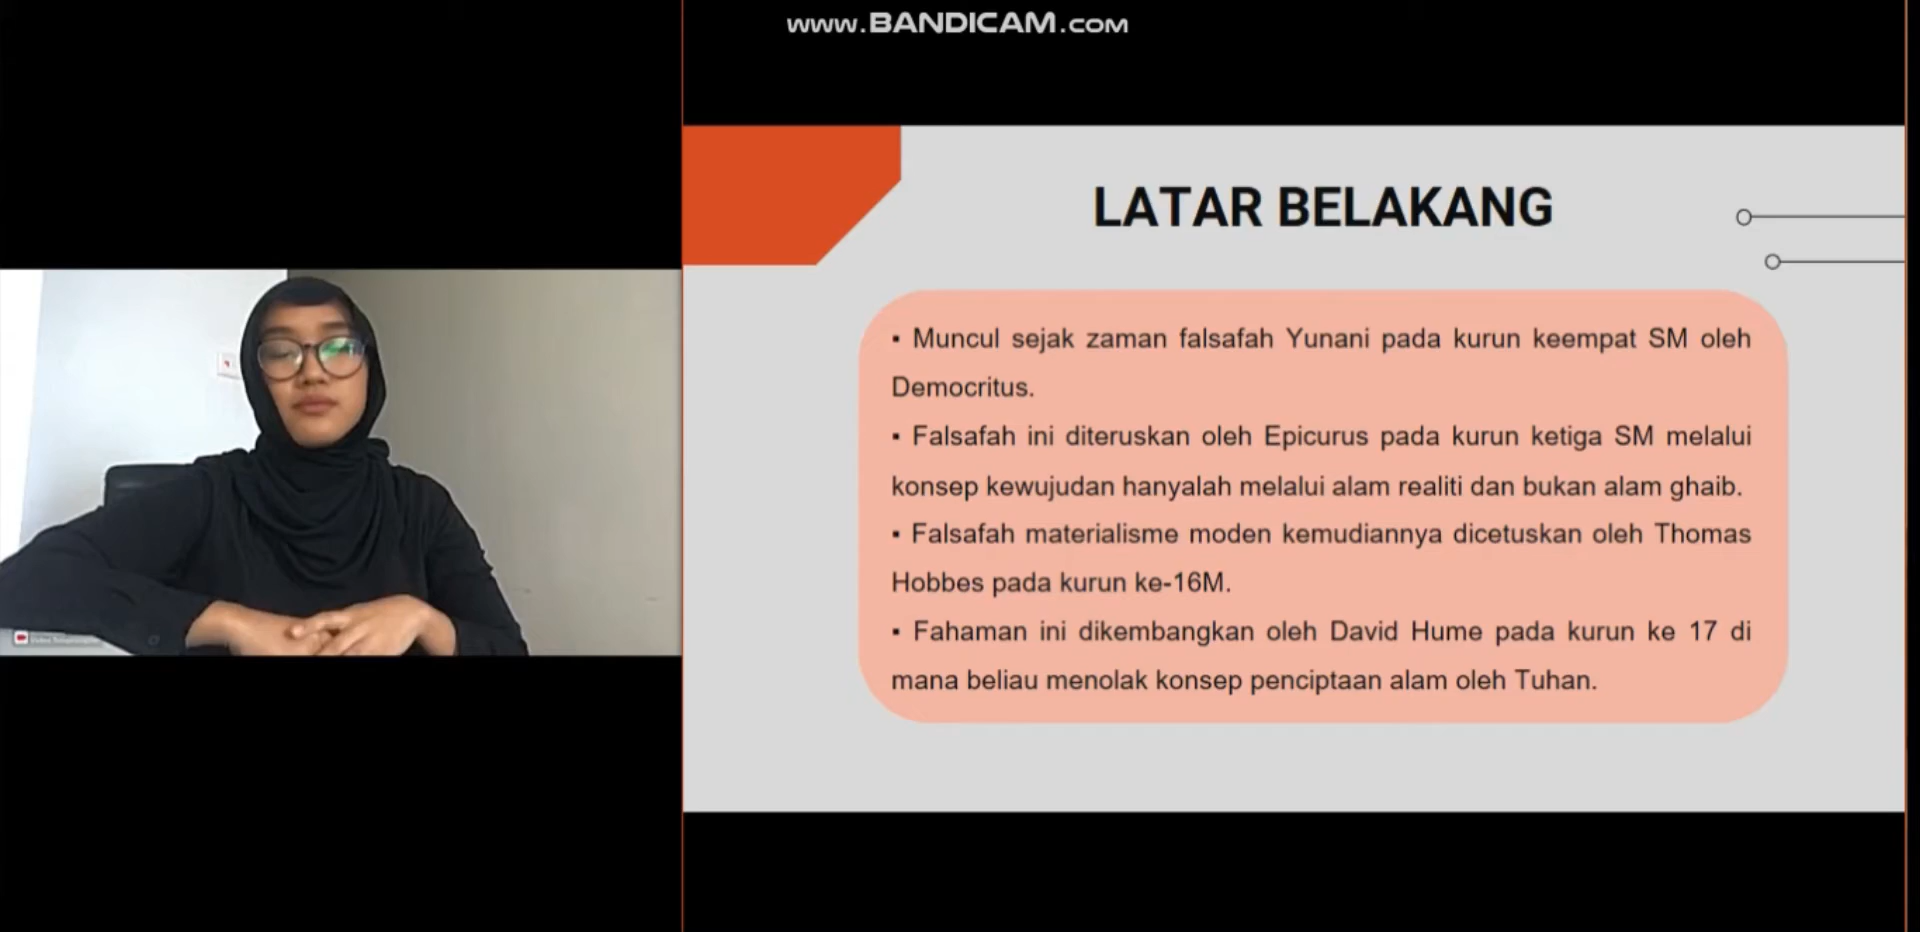 www.BANDICAM.com
LATAR BELAKANG
▪ Muncul sejak zaman falsafah Yunani pada kurun keempat SM oleh
Democritus.
▪ Falsafah ini diteruskan oleh Epicurus pada kurun ketiga SM melalui
konsep kewujudan hanyalah melalui alam realiti dan bukan alam ghaib.
▪ Falsafah materialisme moden kemudiannya dicetuskan oleh Thomas
Hobbes pada kurun ke-16M.
▪ Fahaman ini dikembangkan oleh David Hume pada kurun ke 17 di
mana beliau menolak konsep penciptaan alam oleh Tuhan.